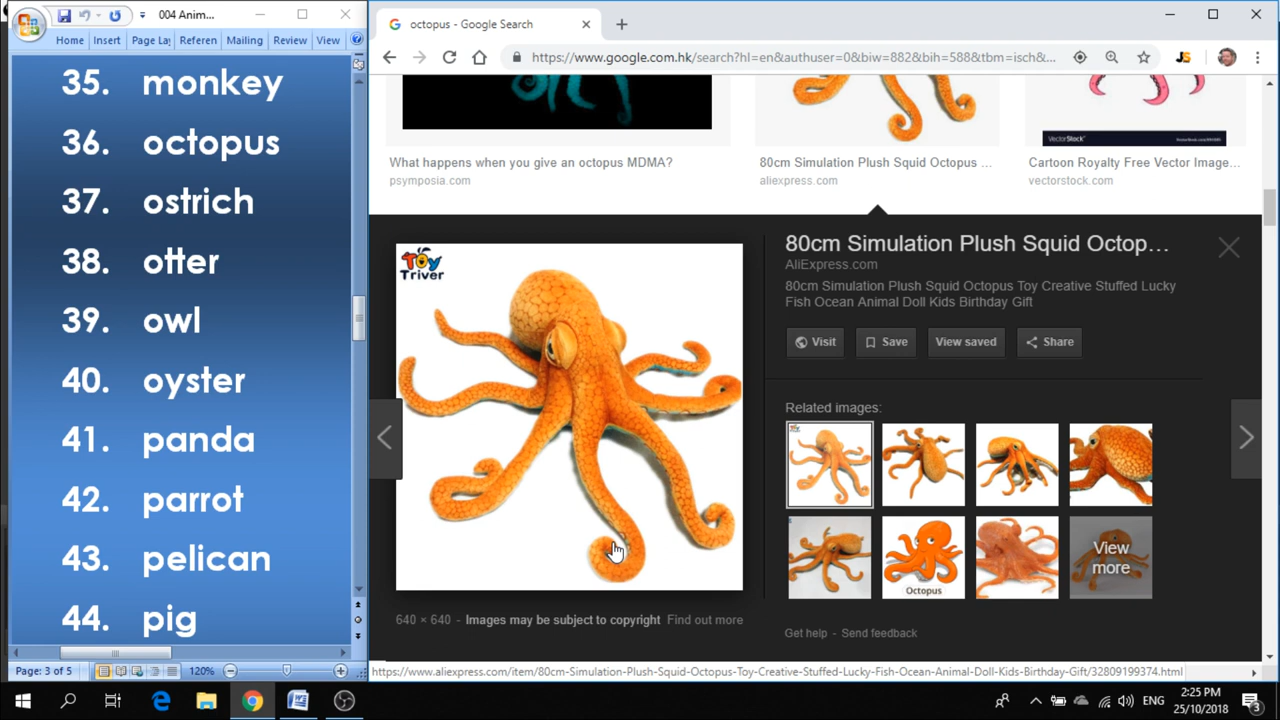 004 Anim...
Home Insert Page Lay Referen Mailing Review View
35. monkey
36. octopus
37. ostrich
38. otter
39. owl
40. oyster
41. panda
42. parrot
43. pelican
44. pig
Page: 3 of 5 120%
octopus - Google Search
https://www.google.com.hk/search?hl=en&authuser=0&biw=882&bih=588&tbm=isch&...
JS
VectorStock
What happens when you give an octopus MDMA?
psymposia.com
80cm Simulation Plush Squid Octopus ...
aliexpress.com
Cartoon Royalty Free Vector Image...
vectorstock.com
Toy
Triver
80cm Simulation Plush Squid Octop...
AliExpress.com
80cm Simulation Plush Squid Octopus Toy Creative Stuffed Lucky
Fish Ocean Animal Doll Kids Birthday Gift
Visit Save View saved Share
Related images:
Octopus
View
more
640 × 640 - Images may be subject to copyright Find out more
Get help - Send feedback
https://www.aliexpress.com/item/80cm-Simulation-Plush-Squid-Octopus-Toy-Creative-Stuffed-Lucky-Fish-Ocean-Animal-Doll-Kids-Birthday-Gift/32809199374.html
ENG
2:25 PM
25/10/2018
3